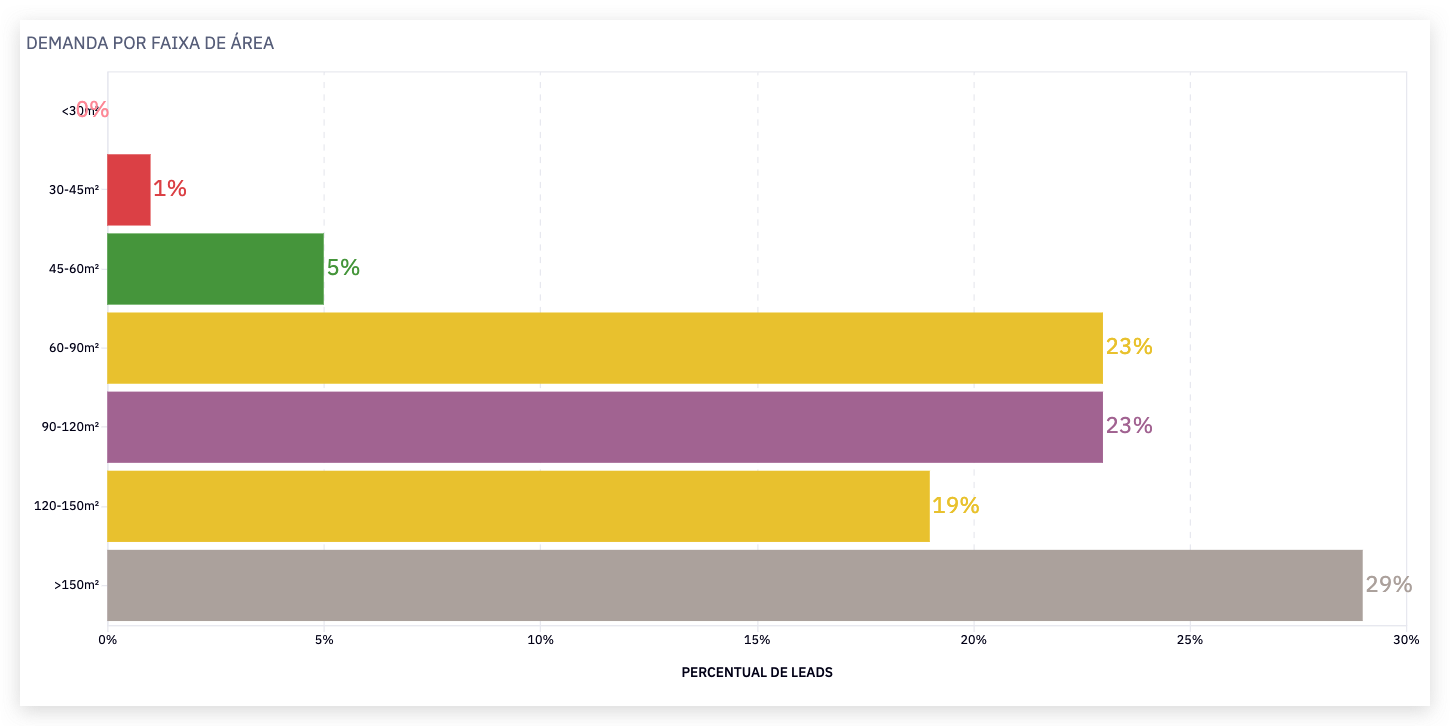 DEMANDA POR FAIXA DE ÁREA
<30m² 0%
30-45m² 1%
45-60m² 5%
60-90m² 23%
90-120m² 23%
120-150m² 19%
>150m² 29%
0% 5% 10% 15% 20% 25% 30%
PERCENTUAL DE LEADS